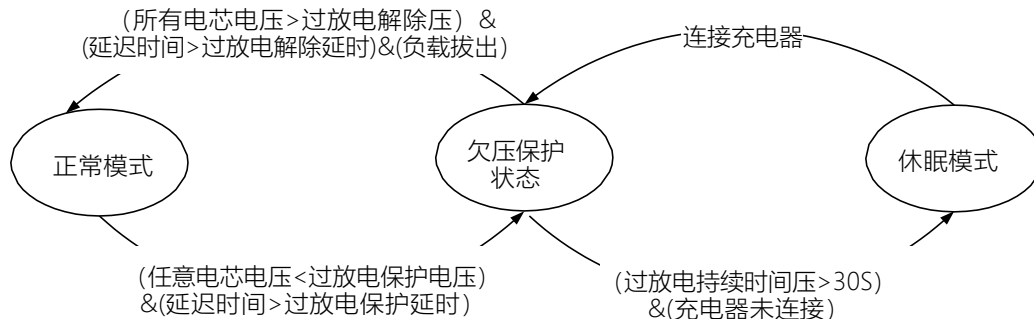 （所有电芯电压>过放电解除压）&
(延迟时间>过放电解除延时)&(负载拔出)
连接充电器
正常模式
欠压保护
状态
休眠模式
(任意电芯电压<过放电保护电压)
&(延迟时间>过放电保护延时)
(过放电持续时间压>30S)
&(充电器未连接)